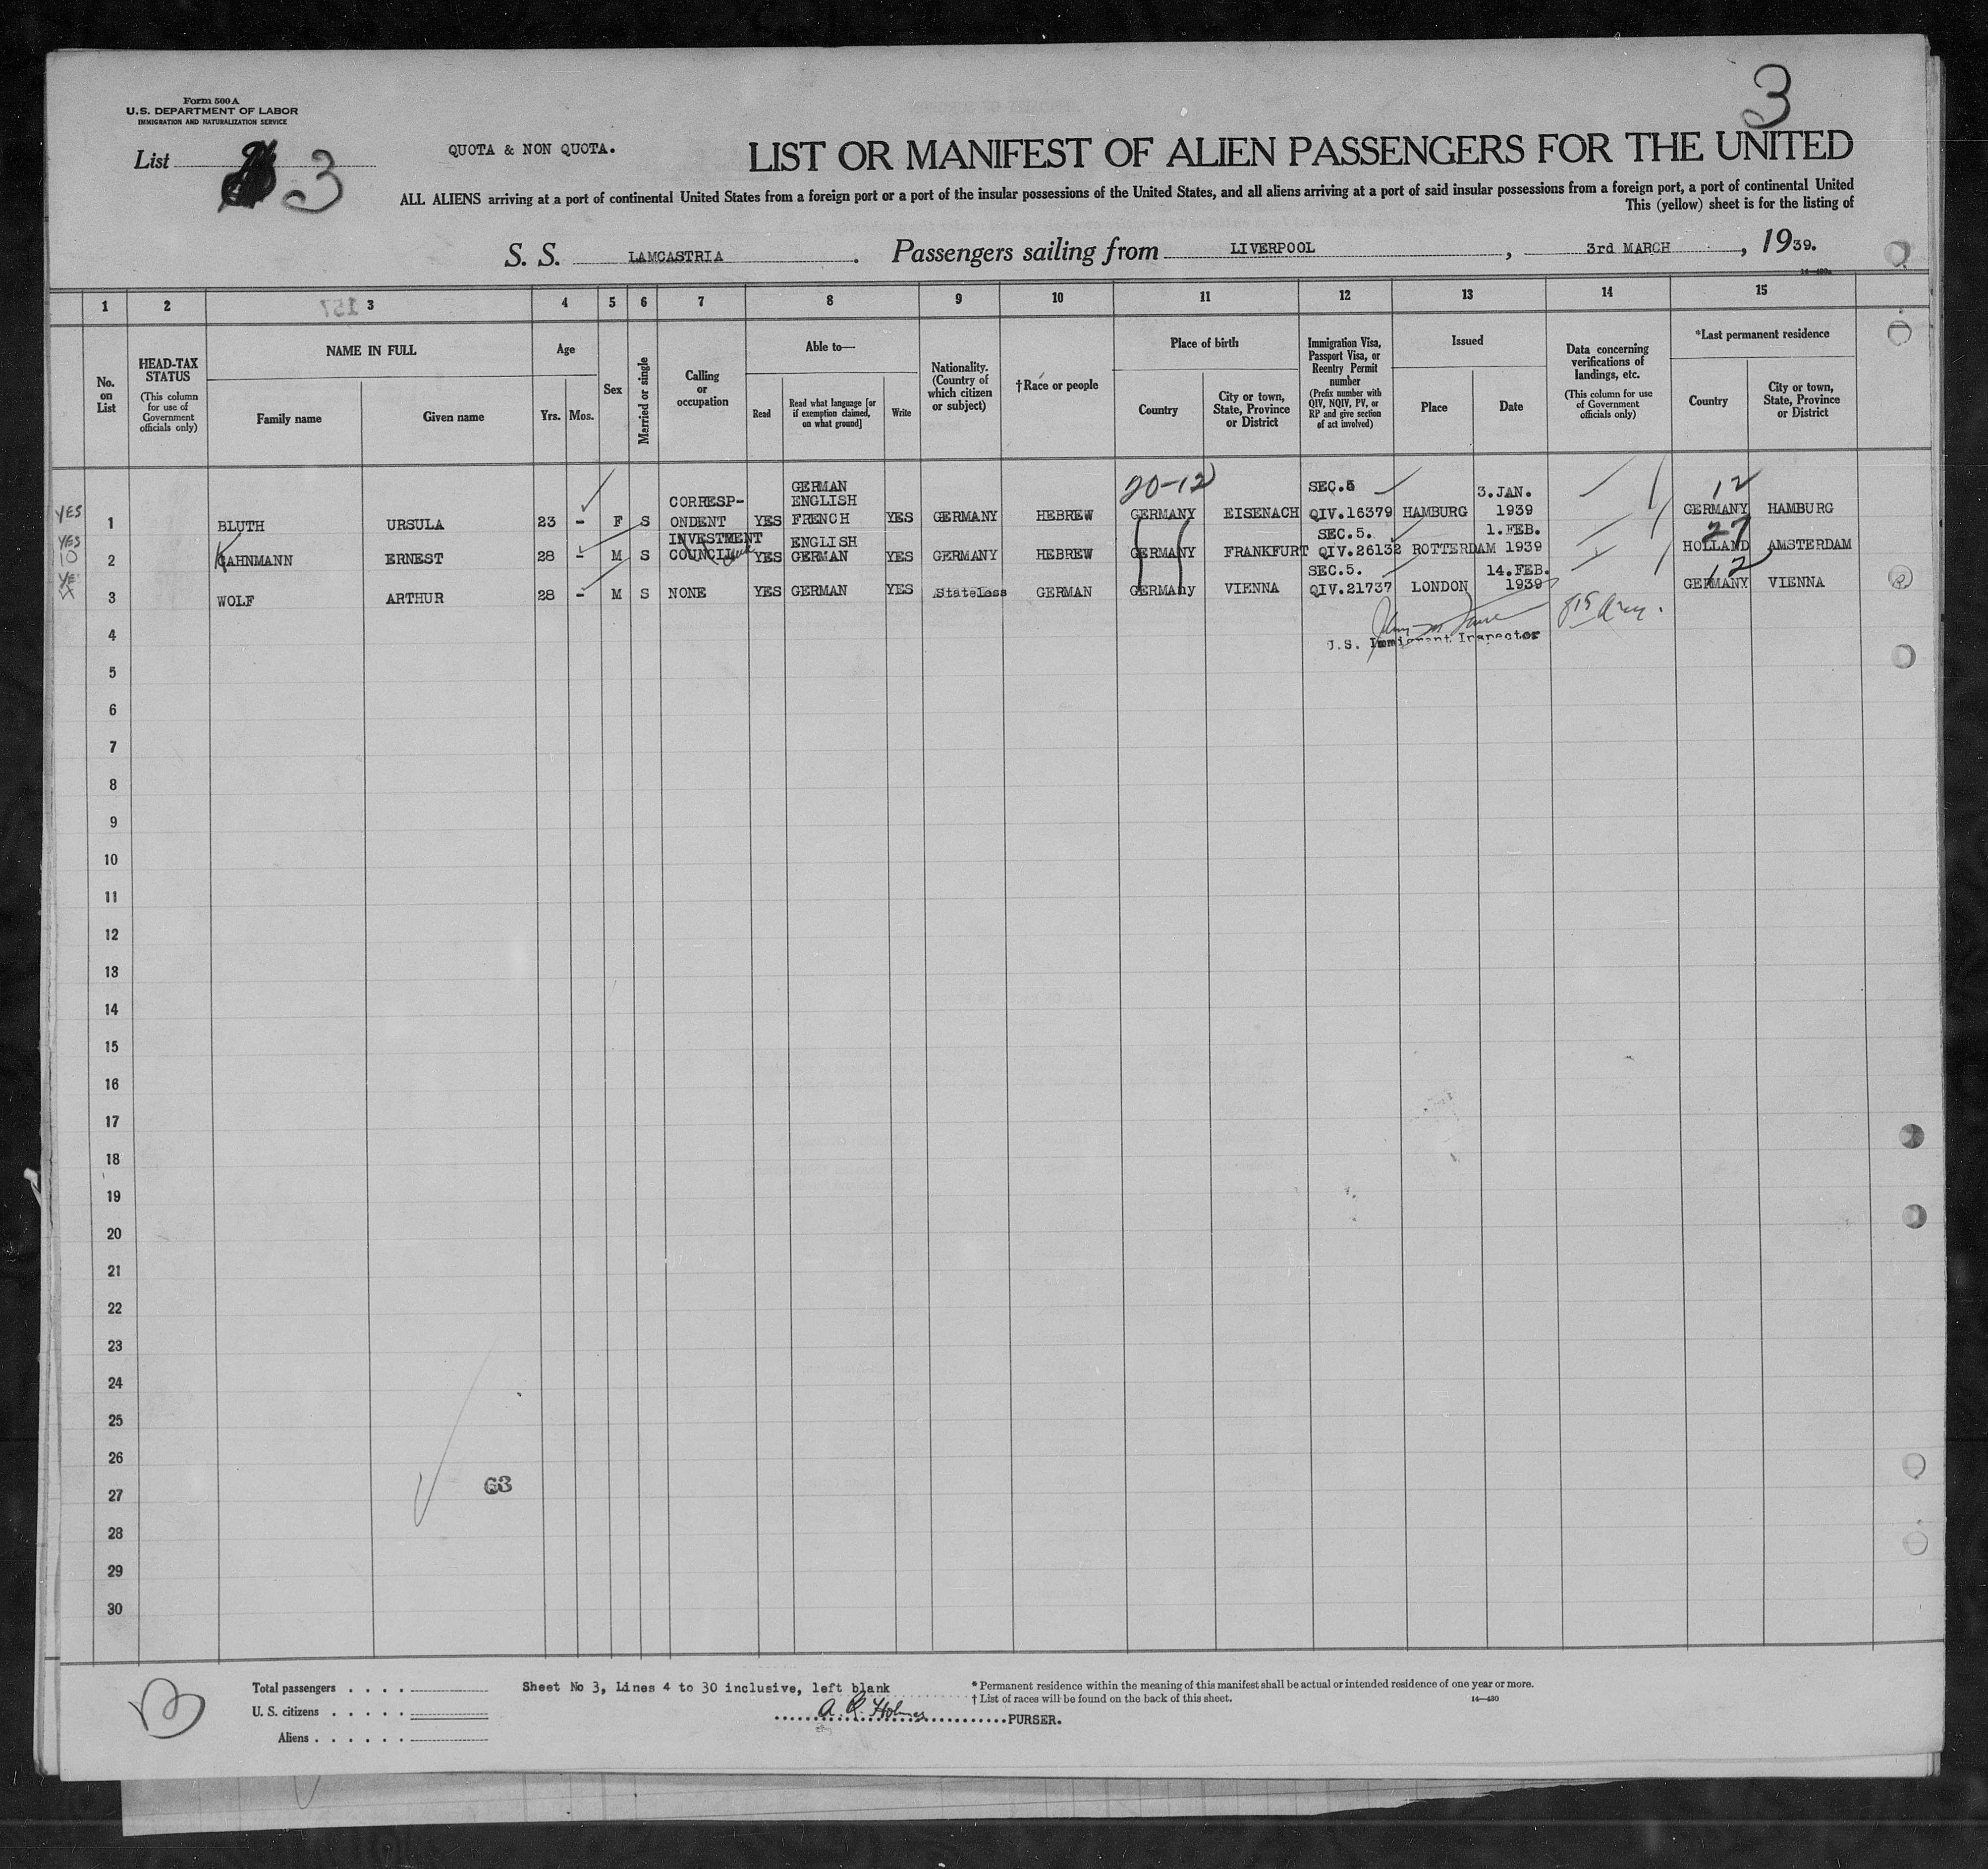 3
Form 500 A
U.S. DEPARTMENT OF LABOR
IMMIGRATION AND NATURALIZATION SERVICE
List 3
QUOTA & NON QUOTA.
LIST OR MANIFEST OF ALIEN PASSENGERS FOR THE UNITED
ALL ALIENS arriving at a port of continental United States from a foreign port or a port of the insular possessions of the United States, and all aliens arriving at a port of said insular possessions from a foreign port, a port of continental United
This (yellow) sheet is for the listing of
S. S. LAMCASTRIA . Passengers sailing from LIVERPOOL , 3rd MARCH , 1939.
1 2 3 4 5 6 7 8 9 10 11 12 13 14 15
157
No. on List
HEAD-TAX STATUS
(This column for use of Government officials only)
NAME IN FULL
Family name
Given name
Age
Yrs.
Mos.
Sex
Married or single
Calling or occupation
Able to—
Read
Read what language [or if exemption claimed, on what ground]
Write
Nationality. (Country of which citizen or subject)
†Race or people
Place of birth
Country
City or town, State, Province or District
Immigration Visa, Passport Visa, or Reentry Permit number
(Prefix number with QIV, NQIV, PV, or RP and give section of act involved)
Issued
Place
Date
Data concerning verifications of landings, etc.
(This column for use of Government officials only)
*Last permanent residence
Country
City or town, State, Province or District
20-12
12
YES 1 BLUTH URSULA 23 - F S CORRESP-ONDENT YES GERMAN ENGLISH FRENCH YES GERMANY HEBREW GERMANY EISENACH SEC.5 QIV.16379 HAMBURG 3.JAN. 1939 GERMANY HAMBURG
27
YES 10 2 KAHNMANN ERNEST 28 - M S INVESTMENT COUNCIL YES ENGLISH GERMAN YES GERMANY HEBREW GERMANY FRANKFURT SEC.5. QIV.26132 ROTTERDAM 1.FEB. 1939 HOLLAND AMSTERDAM
12
3 WOLF ARTHUR 28 - M S NONE YES GERMAN YES StateLess GERMAN GERMANy VIENNA SEC.5. QIV.21737 LONDON 14.FEB. 1939 GERMANY VIENNA
4
U.S. Immigrant Inspector
5
6
7
8
9
10
11
12
13
14
15
16
17
18
19
20
21
22
23
24
25
26
27
63
28
29
30
Total passengers . . . .
U. S. citizens . . . . .
Aliens . . . . . .
Sheet No 3, Lines 4 to 30 inclusive, left blank
A. R. Holmes PURSER.
* Permanent residence within the meaning of this manifest shall be actual or intended residence of one year or more.
† List of races will be found on the back of this sheet.
14—430